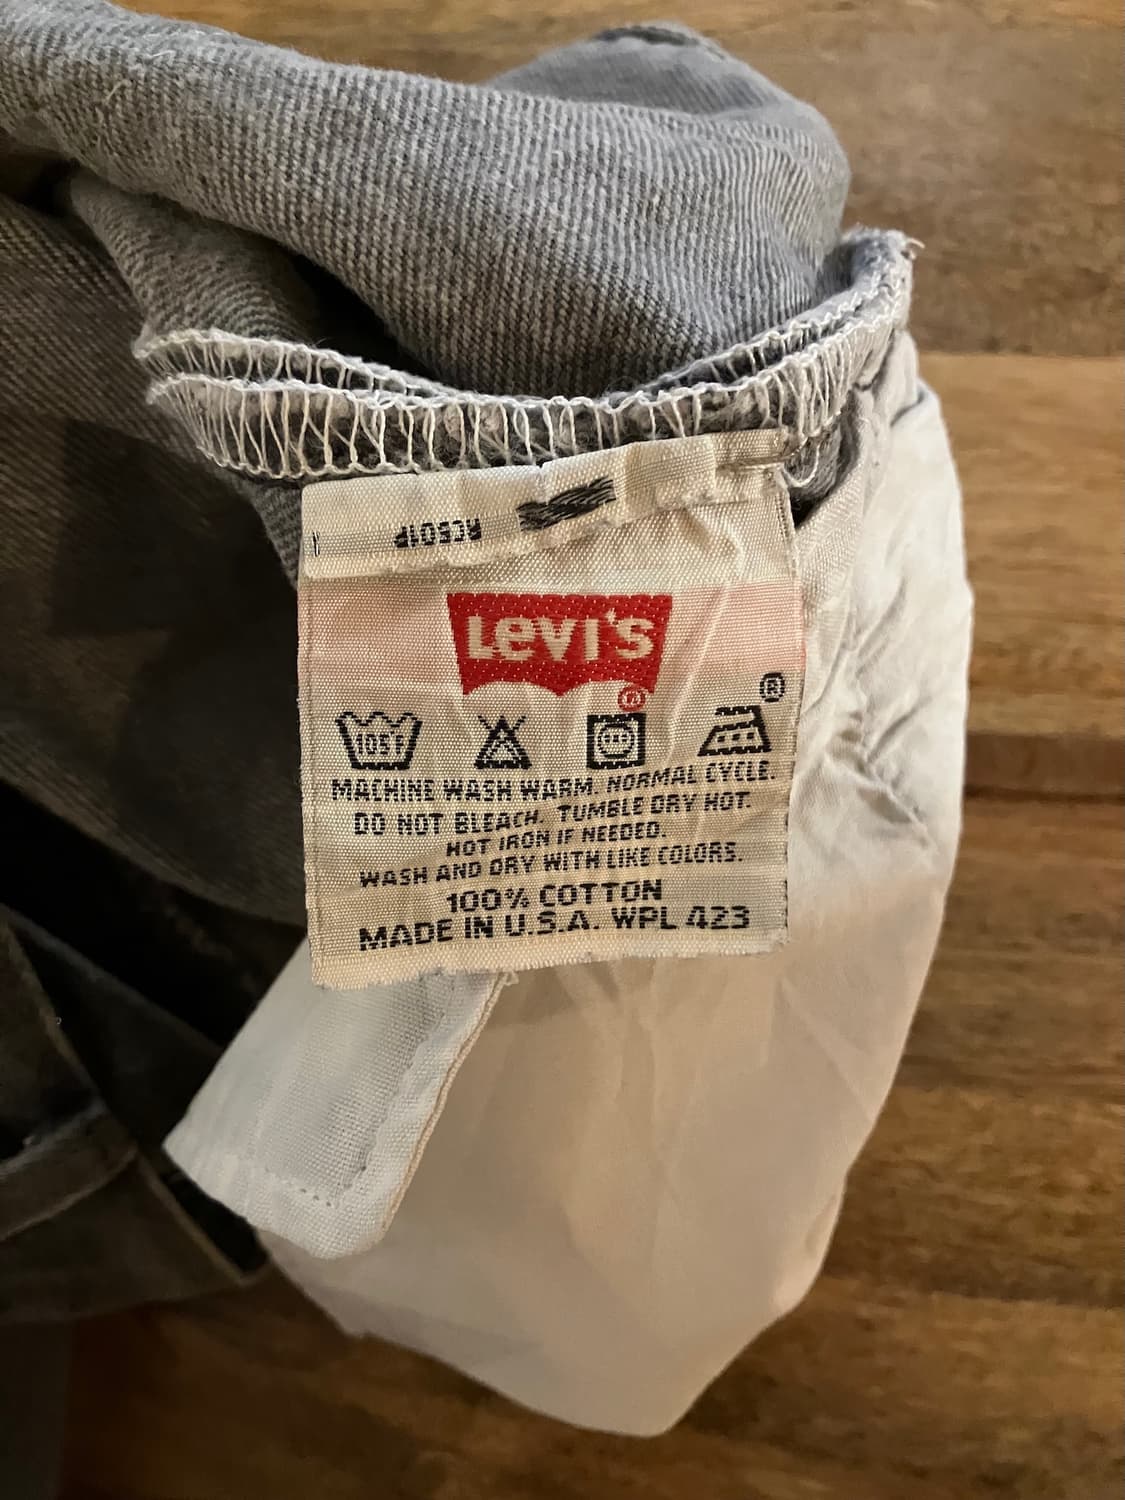 RC501P
Levi's
®
®
105°F
MACHINE WASH WARM. NORMAL CYCLE.
DO NOT BLEACH. TUMBLE DRY HOT.
HOT IRON IF NEEDED.
WASH AND DRY WITH LIKE COLORS.
100% COTTON
MADE IN U.S.A. WPL 423